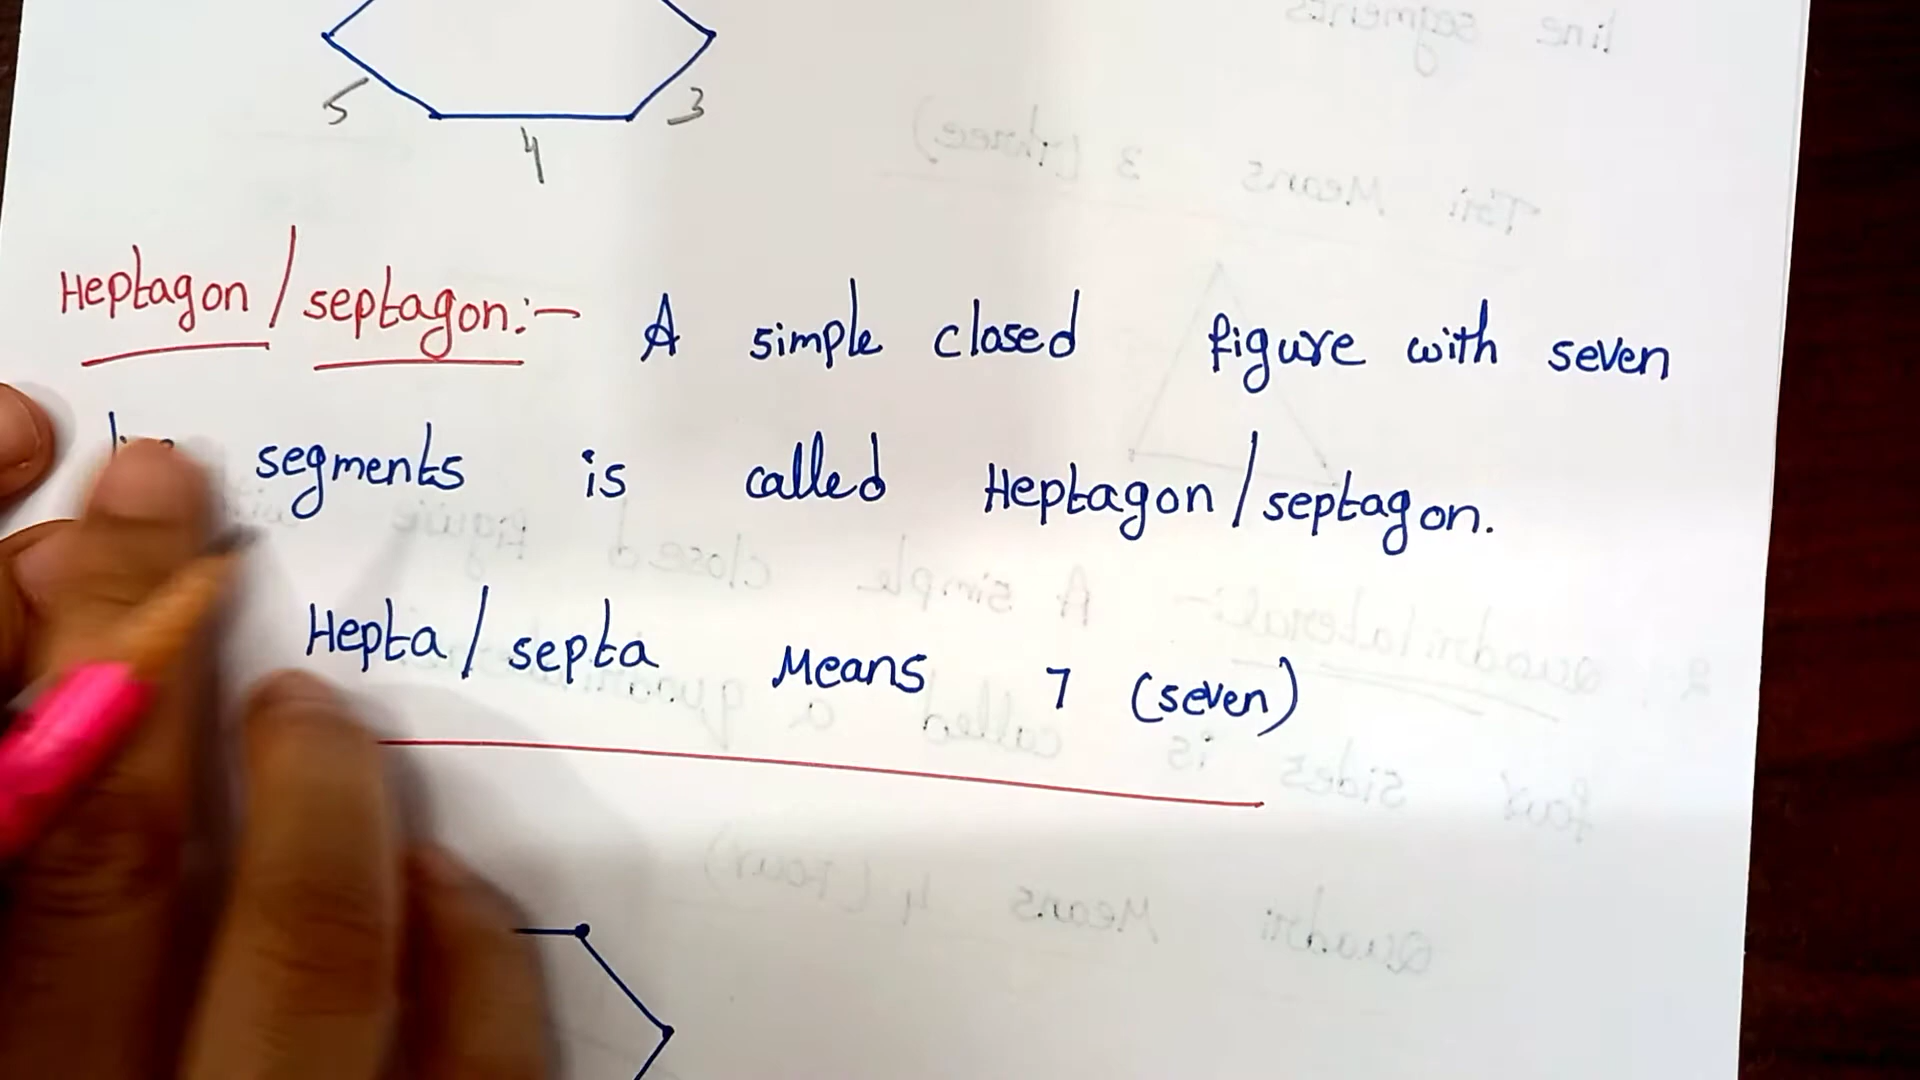 5
3
4
Heptagon / septagon:- A simple closed figure with seven
segments is called Heptagon / septagon.
Hepta / septa Means 7 (seven)